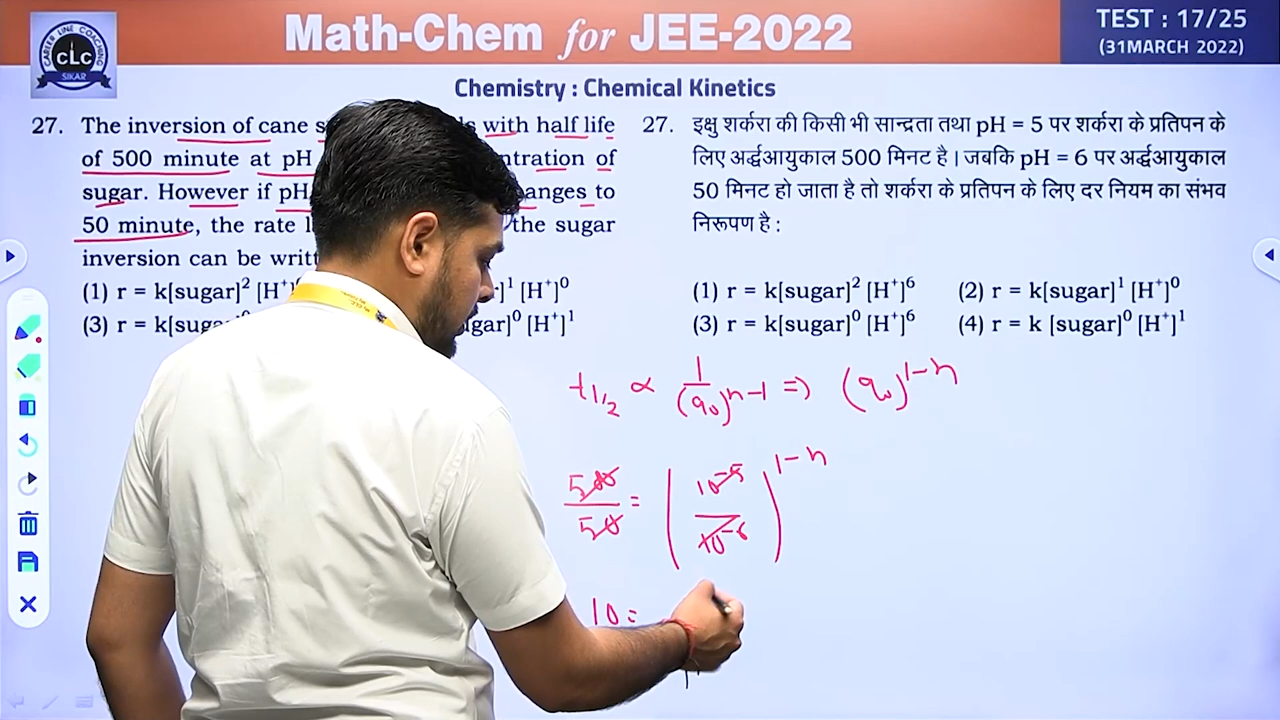 CAREER LINE COACHING
CLC
SIKAR
Math-Chem for JEE-2022
TEST : 17/25
(31MARCH 2022)
Chemistry : Chemical Kinetics
27. The inversion of cane with half life
of 500 minute at pH of
sugar. However if pH to
50 minute, the rate the sugar
inversion can be
(1) r = k[sugar]² [H⁺] ]¹ [H⁺]⁰
(3) r = ]⁰ [H⁺]¹
27. इक्षु शर्करा की किसी भी सान्द्रता तथा pH = 5 पर शर्करा के प्रतिपन के
लिए अर्द्धआयुकाल 500 मिनट है। जबकि pH = 6 पर अर्द्धआयुकाल
50 मिनट हो जाता है तो शर्करा के प्रतिपन के लिए दर नियम का संभव
निरूपण है :
(1) r = k[sugar]² [H⁺]⁶ (2) r = k[sugar]¹ [H⁺]⁰
(3) r = k[sugar]⁰ [H⁺]⁶ (4) r = k [sugar]⁰ [H⁺]¹
t₁/₂ ∝ 1/(a₀)ⁿ⁻¹ ⇒ (a₀)¹⁻ⁿ
500/50 = (10⁻⁵/10⁻⁶)¹⁻ⁿ
10 =